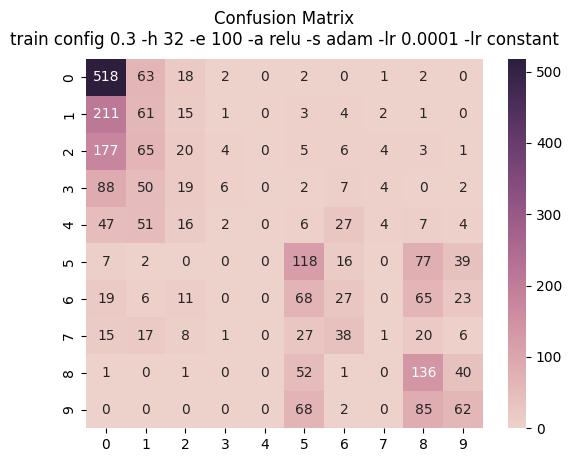 Confusion Matrix
train config 0.3 -h 32 -e 100 -a relu -s adam -lr 0.0001 -lr constant
0 518 63 18 2 0 2 0 1 2 0
1 211 61 15 1 0 3 4 2 1 0
2 177 65 20 4 0 5 6 4 3 1
3 88 50 19 6 0 2 7 4 0 2
4 47 51 16 2 0 6 27 4 7 4
5 7 2 0 0 0 118 16 0 77 39
6 19 6 11 0 0 68 27 0 65 23
7 15 17 8 1 0 27 38 1 20 6
8 1 0 1 0 0 52 1 0 136 40
9 0 0 0 0 0 68 2 0 85 62
0 1 2 3 4 5 6 7 8 9
500
400
300
200
100
0